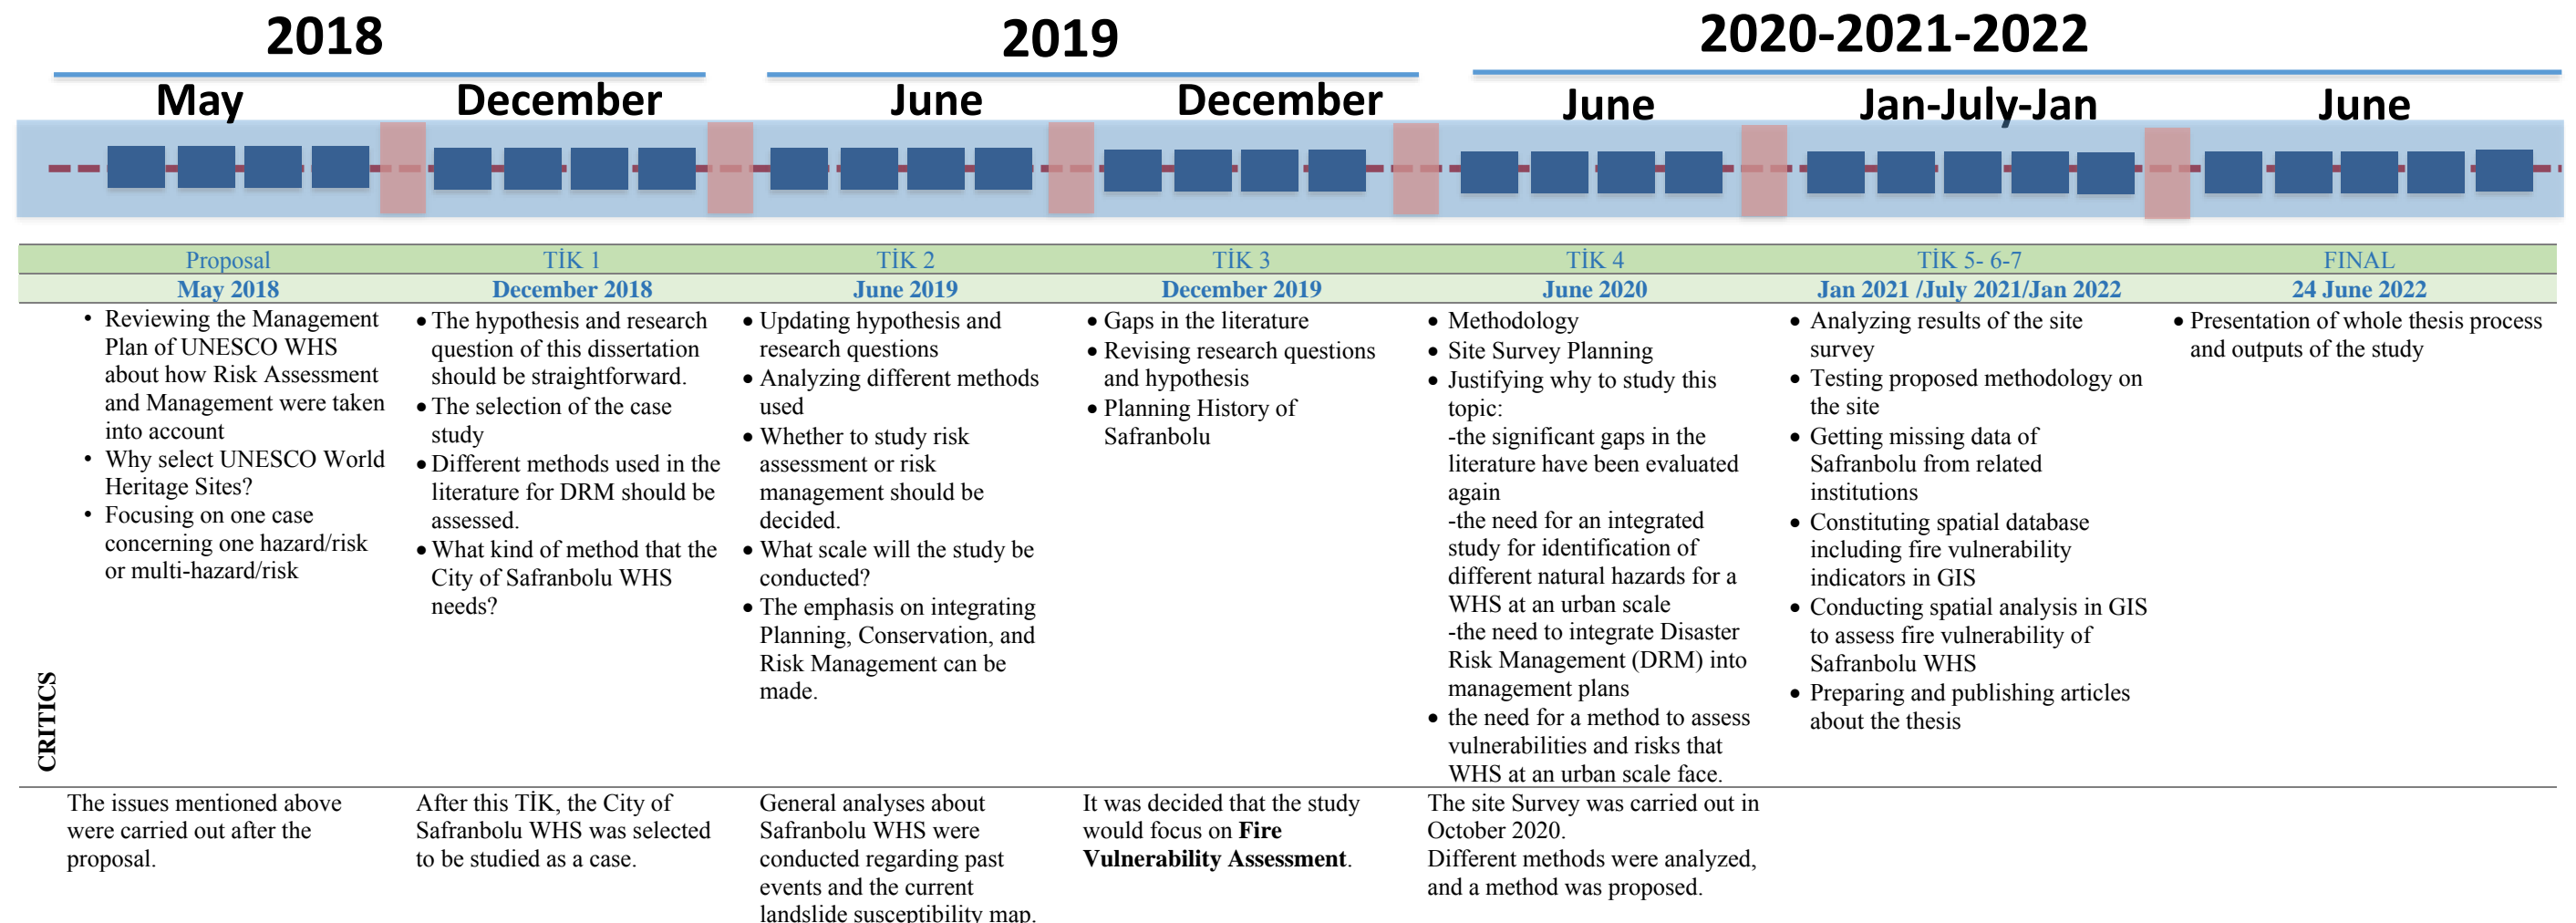 2018
2019
2020-2021-2022
May
December
June
December
June
Jan-July-Jan
June
Proposal
TİK 1
TİK 2
TİK 3
TİK 4
TİK 5- 6-7
FINAL
May 2018
December 2018
June 2019
December 2019
June 2020
Jan 2021 /July 2021/Jan 2022
24 June 2022
CRITICS
• Reviewing the Management
Plan of UNESCO WHS
about how Risk Assessment
and Management were taken
into account
• Why select UNESCO World
Heritage Sites?
• Focusing on one case
concerning one hazard/risk
or multi-hazard/risk
• The hypothesis and research
question of this dissertation
should be straightforward.
• The selection of the case
study
• Different methods used in the
literature for DRM should be
assessed.
• What kind of method that the
City of Safranbolu WHS
needs?
• Updating hypothesis and
research questions
• Analyzing different methods
used
• Whether to study risk
assessment or risk
management should be
decided.
• What scale will the study be
conducted?
• The emphasis on integrating
Planning, Conservation, and
Risk Management can be
made.
• Gaps in the literature
• Revising research questions
and hypothesis
• Planning History of
Safranbolu
• Methodology
• Site Survey Planning
• Justifying why to study this
topic:
-the significant gaps in the
literature have been evaluated
again
-the need for an integrated
study for identification of
different natural hazards for a
WHS at an urban scale
-the need to integrate Disaster
Risk Management (DRM) into
management plans
• the need for a method to assess
vulnerabilities and risks that
WHS at an urban scale face.
• Analyzing results of the site
survey
• Testing proposed methodology on
the site
• Getting missing data of
Safranbolu from related
institutions
• Constituting spatial database
including fire vulnerability
indicators in GIS
• Conducting spatial analysis in GIS
to assess fire vulnerability of
Safranbolu WHS
• Preparing and publishing articles
about the thesis
• Presentation of whole thesis process
and outputs of the study
The issues mentioned above
were carried out after the
proposal.
After this TİK, the City of
Safranbolu WHS was selected
to be studied as a case.
General analyses about
Safranbolu WHS were
conducted regarding past
events and the current
landslide susceptibility map.
It was decided that the study
would focus on Fire
Vulnerability Assessment.
The site Survey was carried out in
October 2020.
Different methods were analyzed,
and a method was proposed.